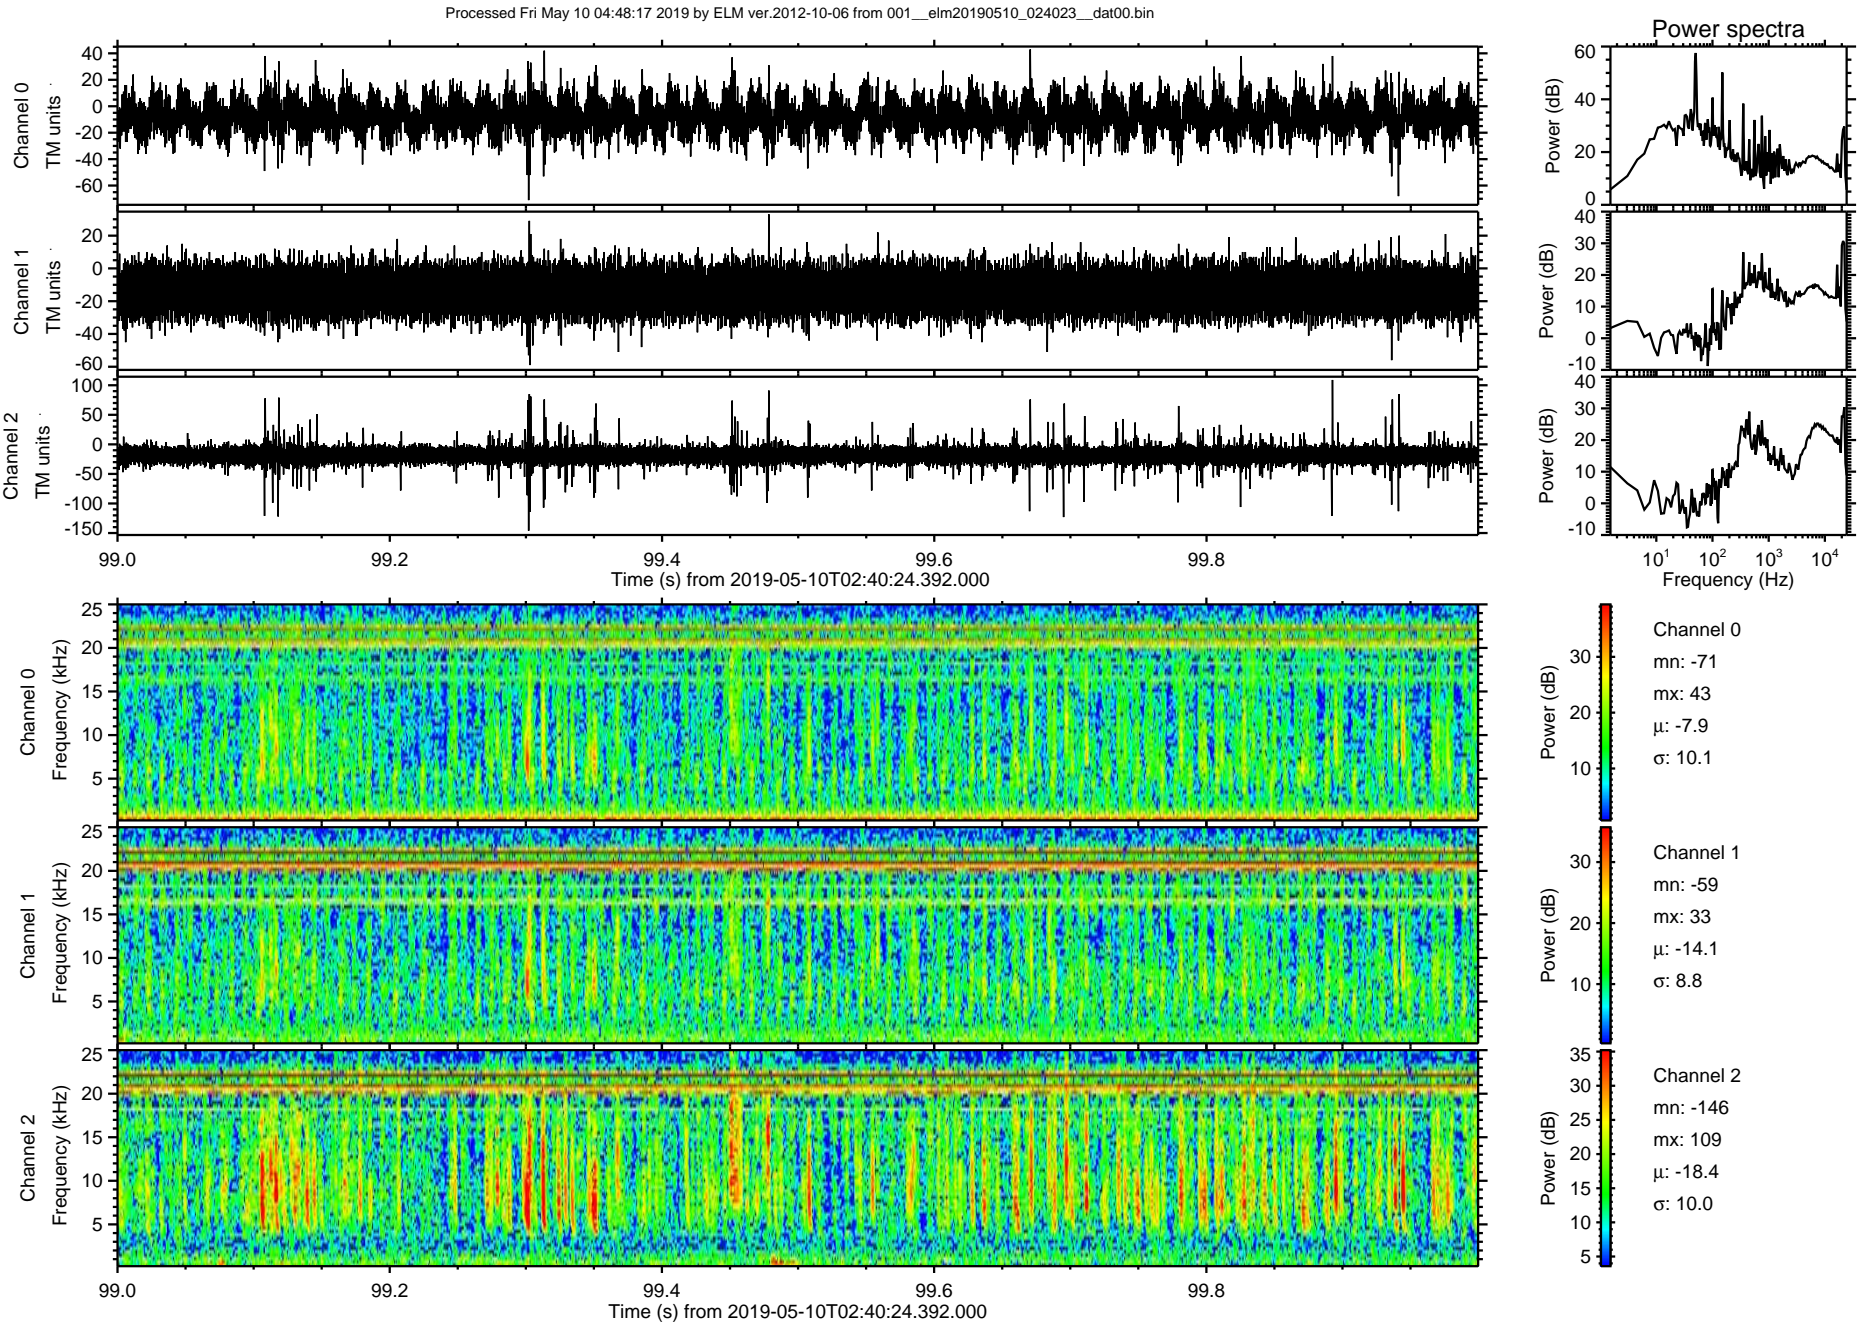 Processed Fri May 10 04:48:17 2019 by ELM ver.2012-10-06 from 001__elm20190510_024023__dat00.bin
Power spectra
Channel 0
TM units
40
20
0
-20
-40
-60
Power (dB)
60
40
20
0
Channel 1
TM units
20
0
-20
-40
-60
Power (dB)
40
30
20
10
0
-10
Channel 2
TM units
100
50
0
-50
-100
-150
Power (dB)
40
30
20
10
0
-10
99.0 99.2 99.4 99.6 99.8
Time (s) from 2019-05-10T02:40:24.392.000
10¹ 10² 10³ 10⁴
Frequency (Hz)
Channel 0
Frequency (kHz)
25
20
15
10
5
Power (dB)
30
20
10
Channel 0
mn: -71
mx: 43
μ: -7.9
σ: 10.1
Channel 1
Frequency (kHz)
25
20
15
10
5
Power (dB)
30
20
10
Channel 1
mn: -59
mx: 33
μ: -14.1
σ: 8.8
Channel 2
Frequency (kHz)
25
20
15
10
5
Power (dB)
35
30
25
20
15
10
5
Channel 2
mn: -146
mx: 109
μ: -18.4
σ: 10.0
99.0 99.2 99.4 99.6 99.8
Time (s) from 2019-05-10T02:40:24.392.000